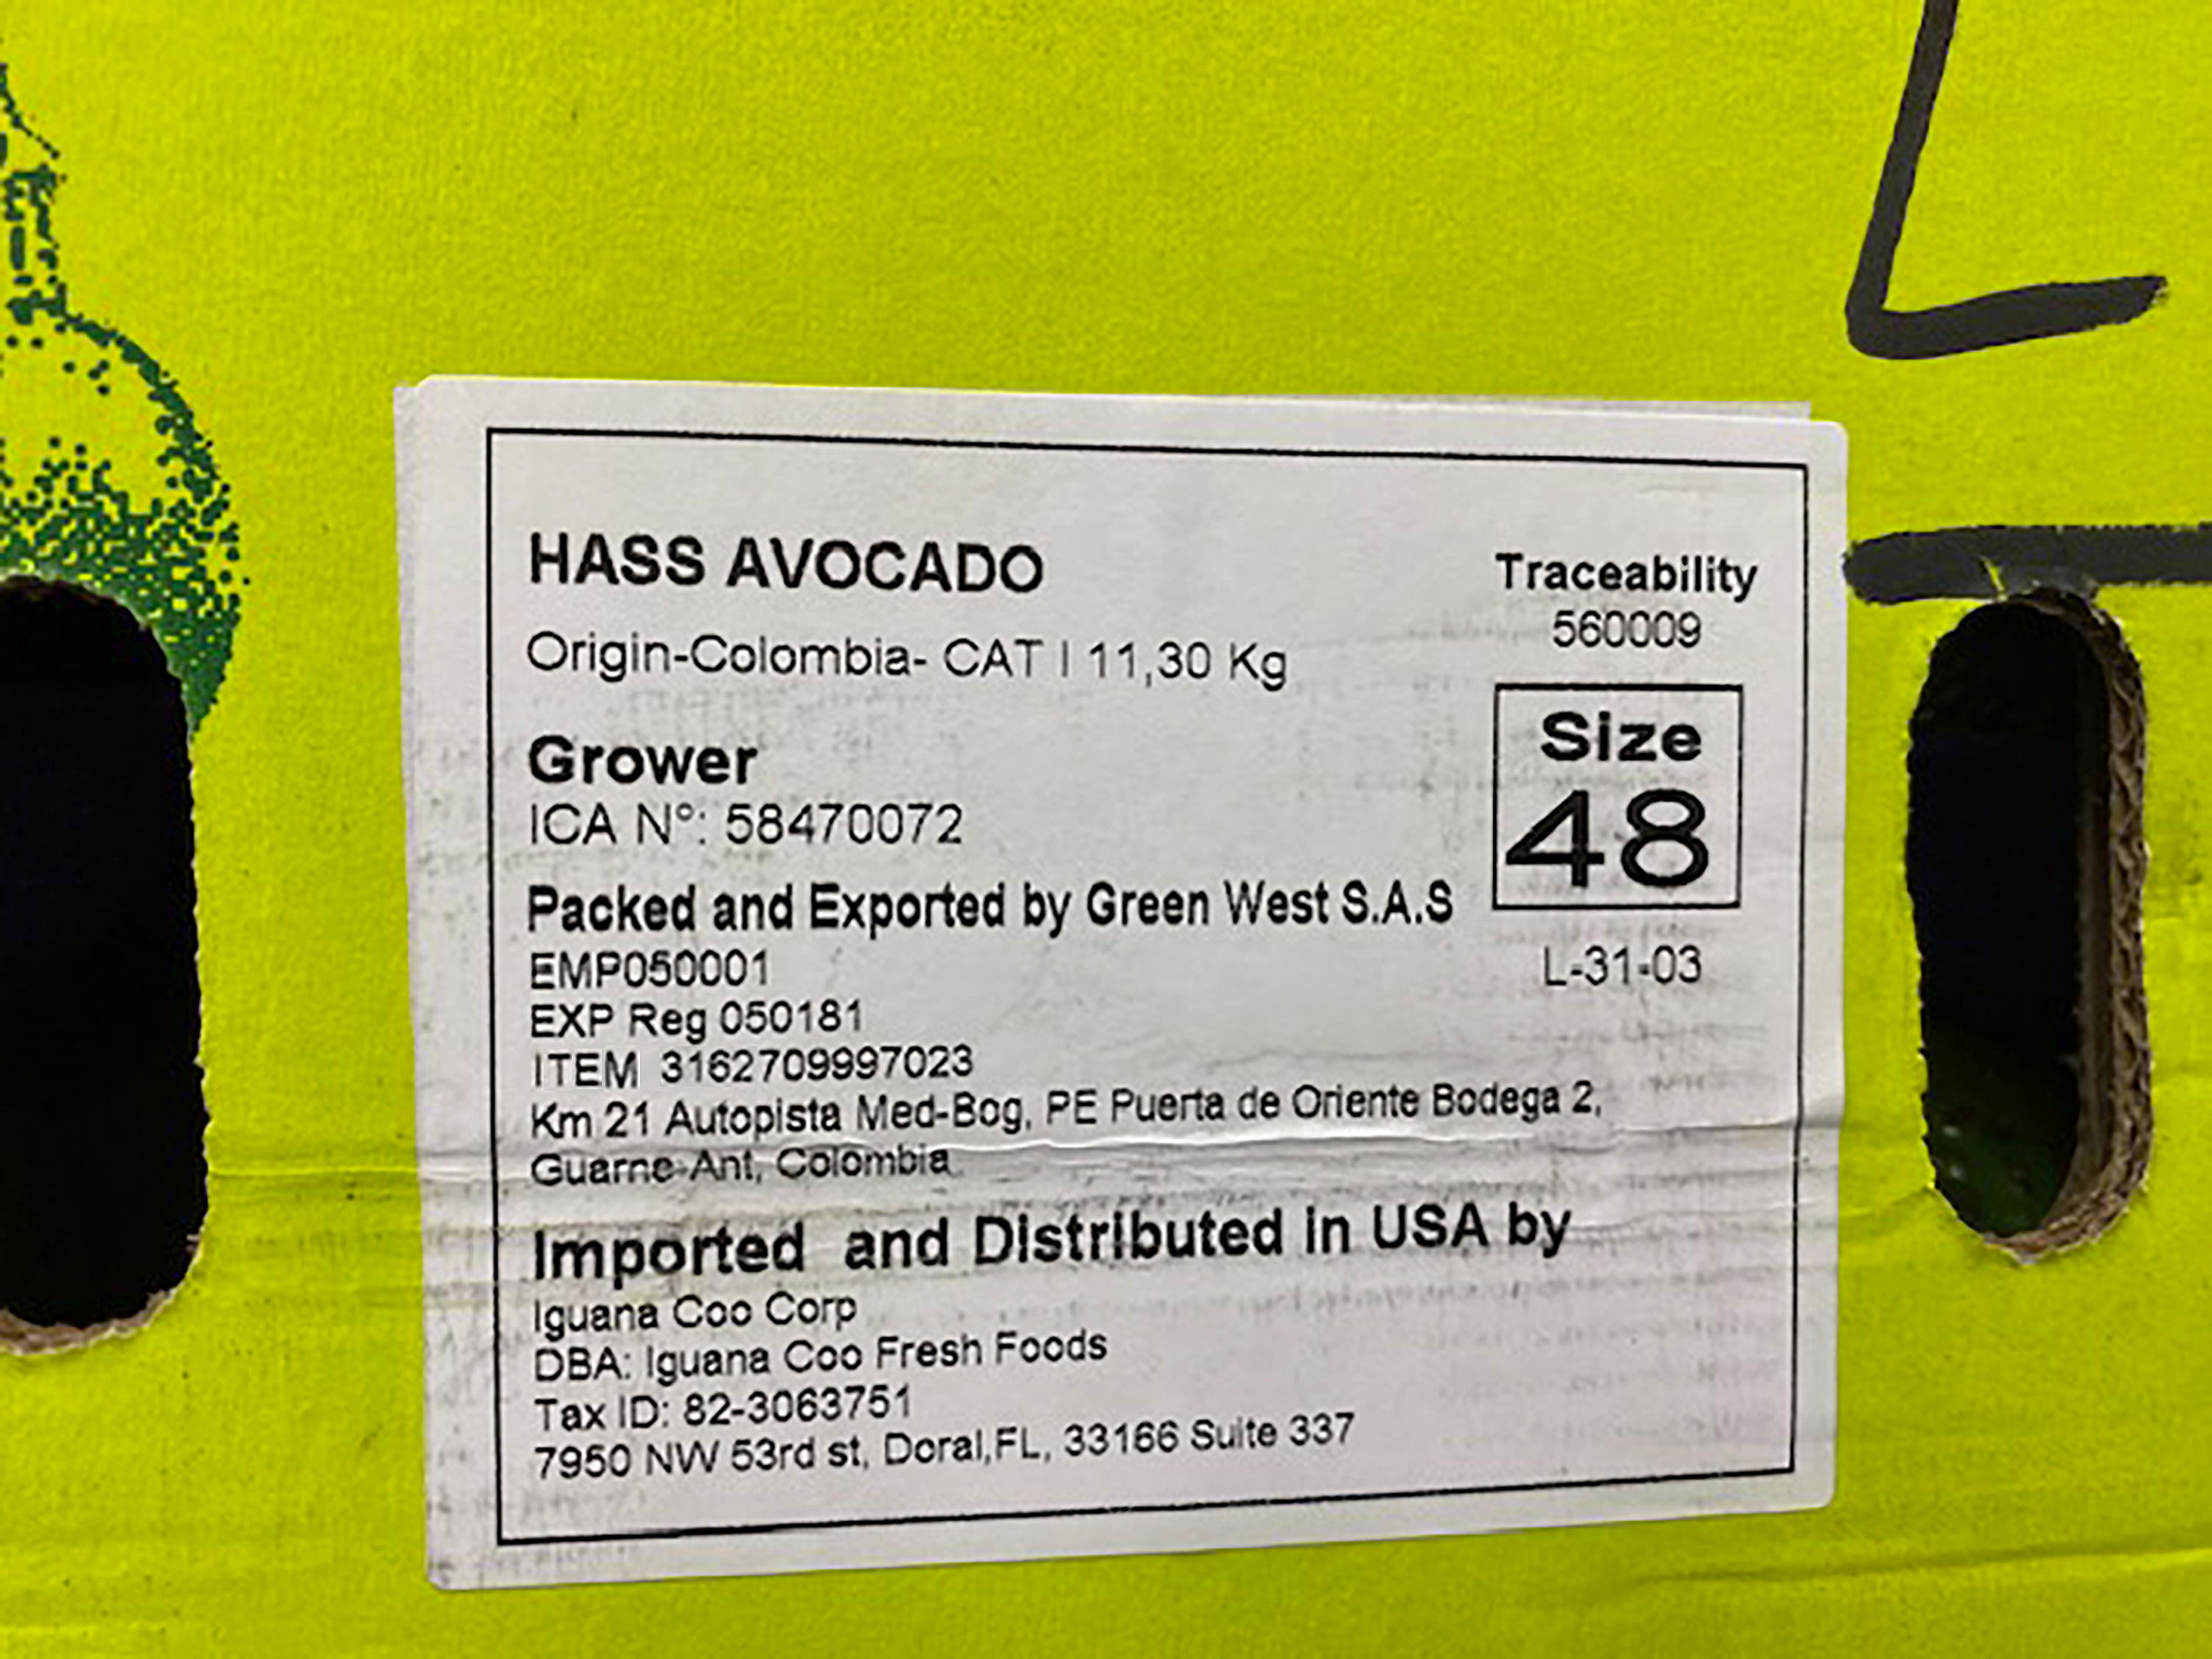 L
HASS AVOCADO
Origin-Colombia- CAT I 11,30 Kg
Traceability
560009
Size
48
L-31-03
Grower
ICA N°: 58470072
Packed and Exported by Green West S.A.S
EMP050001
EXP Reg 050181
ITEM 3162709997023
Km 21 Autopista Med-Bog, PE Puerta de Oriente Bodega 2,
Guarne-Ant, Colombia
Imported and Distributed in USA by
Iguana Coo Corp
DBA: Iguana Coo Fresh Foods
Tax ID: 82-3063751
7950 NW 53rd st, Doral,FL, 33166 Suite 337